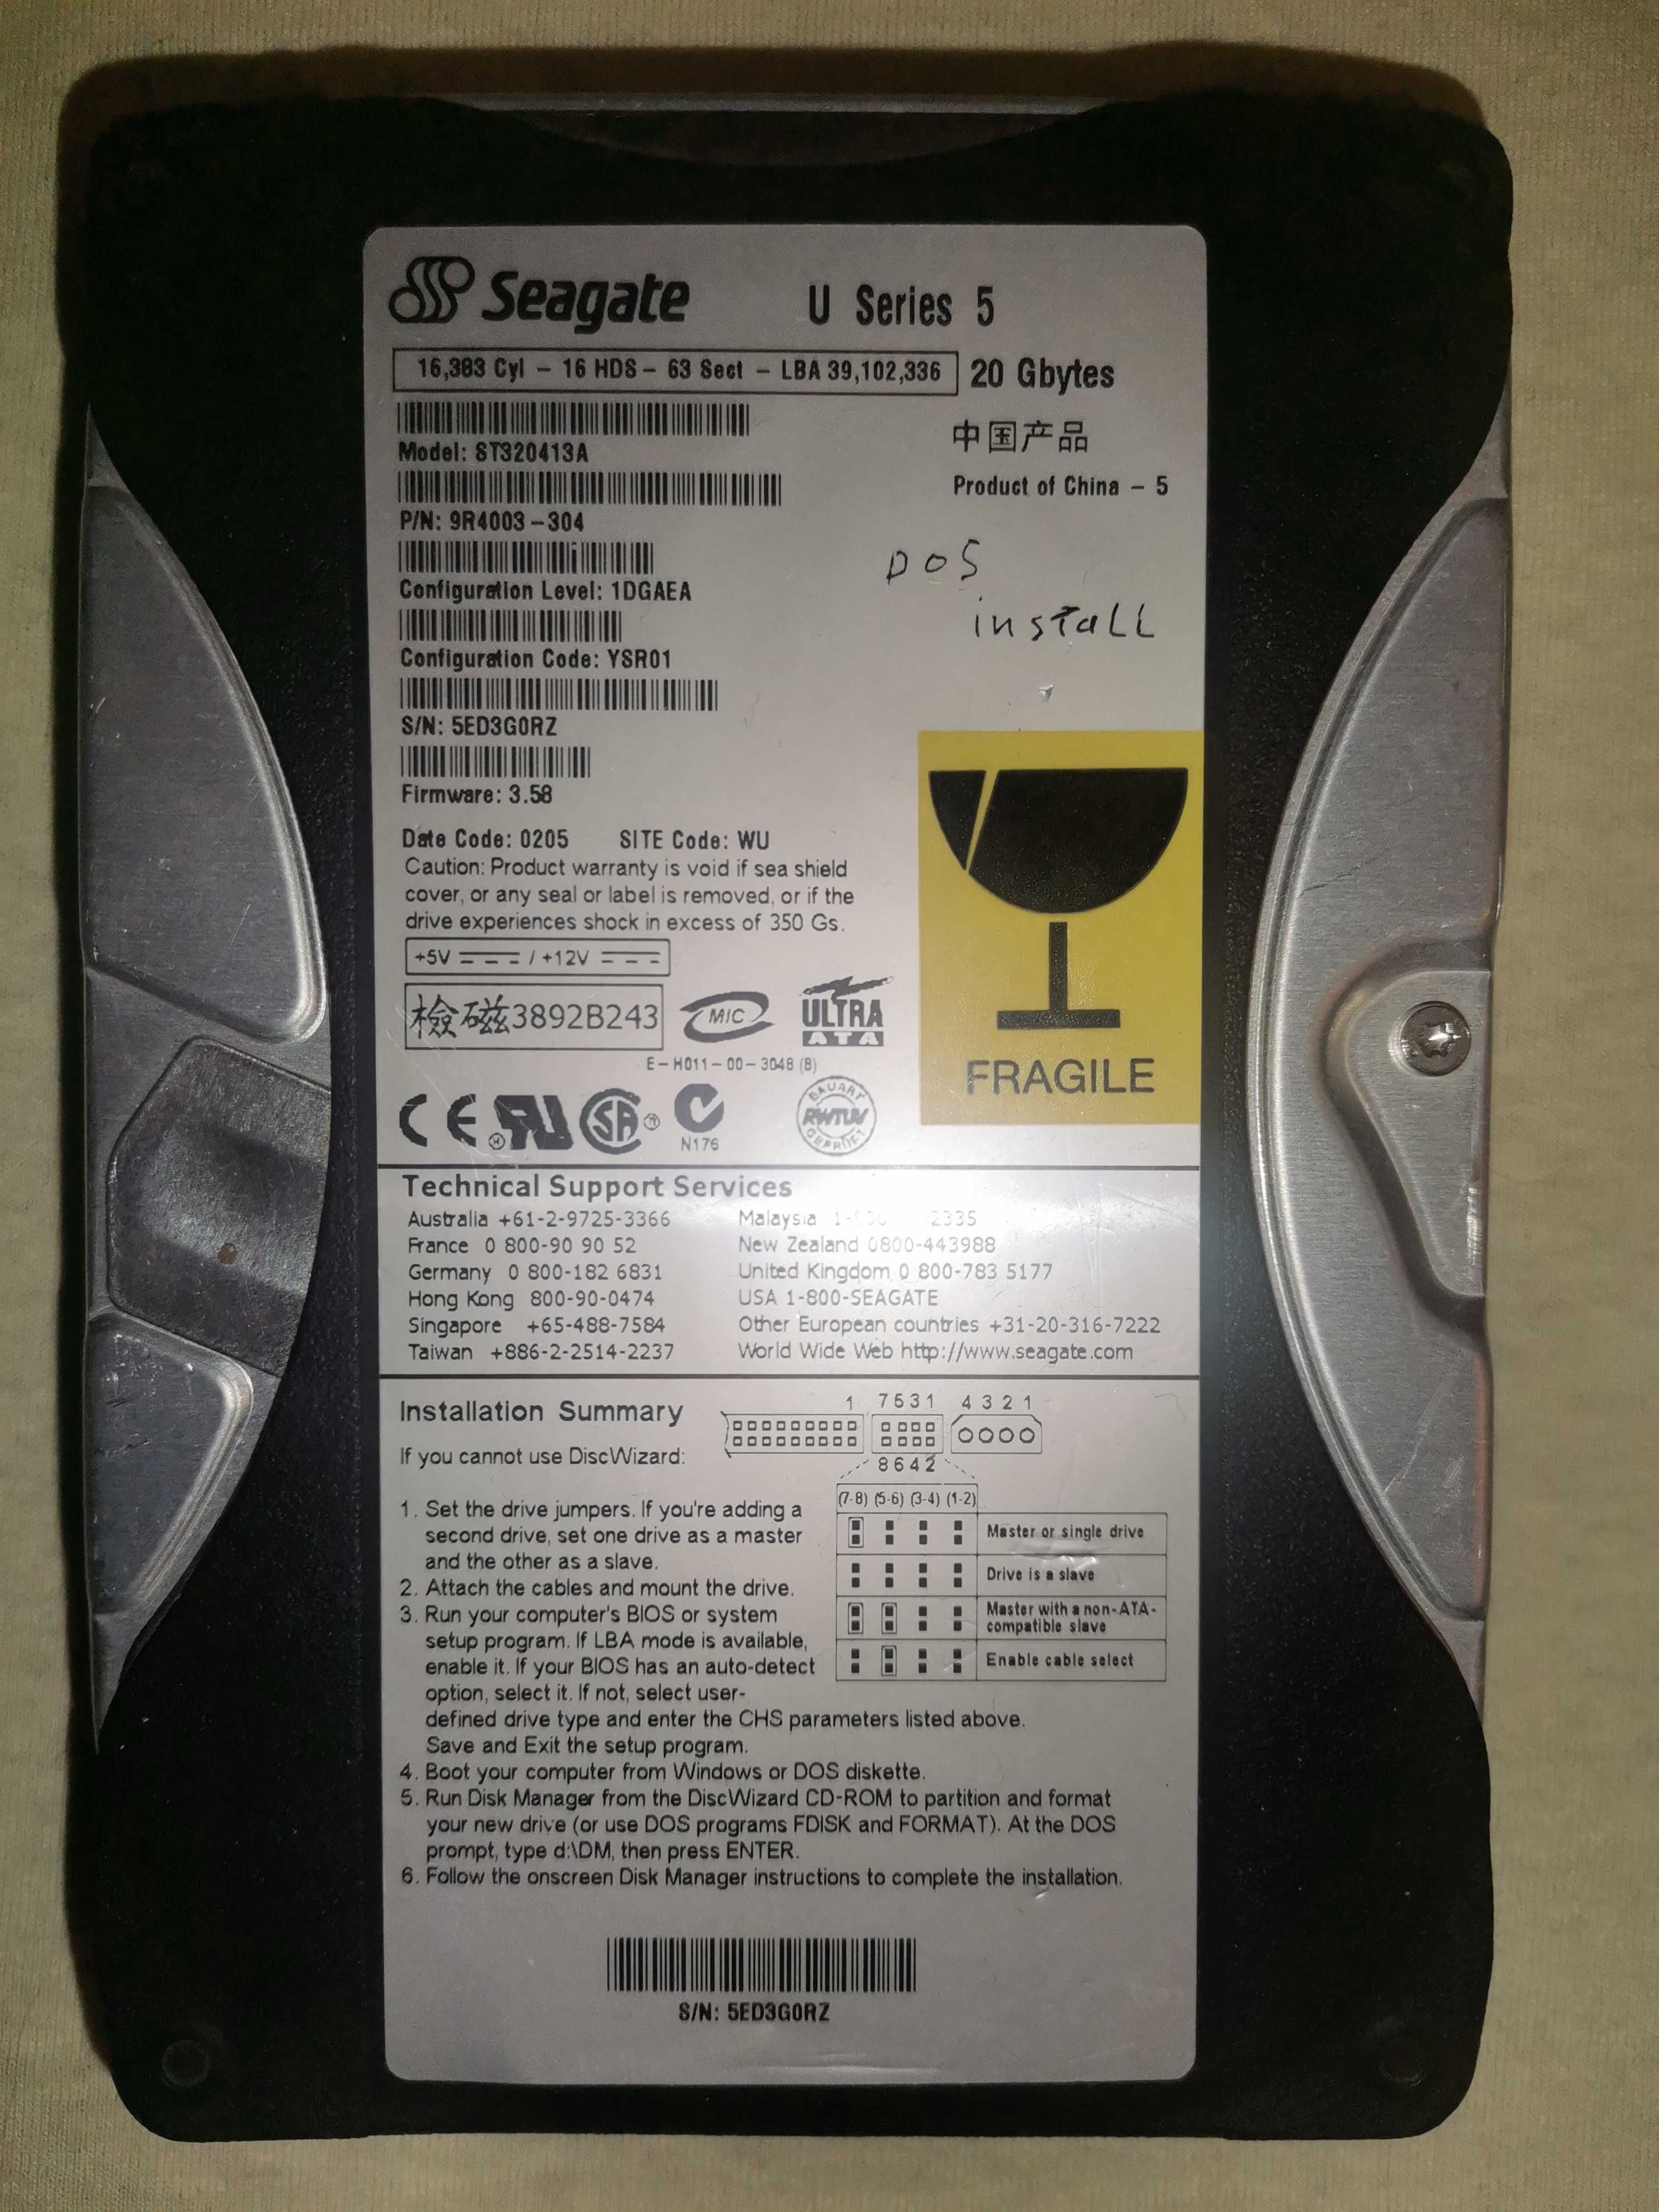 Seagate U Series 5
16,383 Cyl – 16 HDS – 63 Sect – LBA 39,102,336 20 Gbytes
Model: ST320413A
中国产品
Product of China – 5
P/N: 9R4003-304
DOS
install
Configuration Level: 1DGAEA
Configuration Code: YSR01
S/N: 5ED3G0RZ
Firmware: 3.58
Date Code: 0205 SITE Code: WU
Caution: Product warranty is void if sea shield
cover, or any seal or label is removed, or if the
drive experiences shock in excess of 350 Gs.
+5V / +12V
檢磁3892B243 MIC ULTRA
ATA
E-H011-00-3048 (B)
FRAGILE
CE UL SA N176
BAUART
RWTUV
GEPRÜFT
Technical Support Services
Australia +61-2-9725-3366 Malaysia 2335
France 0 800-90 90 52 New Zealand 0800-443988
Germany 0 800-182 6831 United Kingdom 0 800-783 5177
Hong Kong 800-90-0474 USA 1-800-SEAGATE
Singapore +65-488-7584 Other European countries +31-20-316-7222
Taiwan +886-2-2514-2237 World Wide Web http://www.seagate.com
Installation Summary
1 7531 4321
If you cannot use DiscWizard:
8642
(7-8) (5-6) (3-4) (1-2)
Master or single drive
Drive is a slave
Master with a non-ATA-
compatible slave
Enable cable select
1. Set the drive jumpers. If you're adding a
second drive, set one drive as a master
and the other as a slave.
2. Attach the cables and mount the drive.
3. Run your computer's BIOS or system
setup program. If LBA mode is available,
enable it. If your BIOS has an auto-detect
option, select it. If not, select user-
defined drive type and enter the CHS parameters listed above.
Save and Exit the setup program.
4. Boot your computer from Windows or DOS diskette.
5. Run Disk Manager from the DiscWizard CD-ROM to partition and format
your new drive (or use DOS programs FDISK and FORMAT). At the DOS
prompt, type d:\DM, then press ENTER.
6. Follow the onscreen Disk Manager instructions to complete the installation.
S/N: 5ED3G0RZ